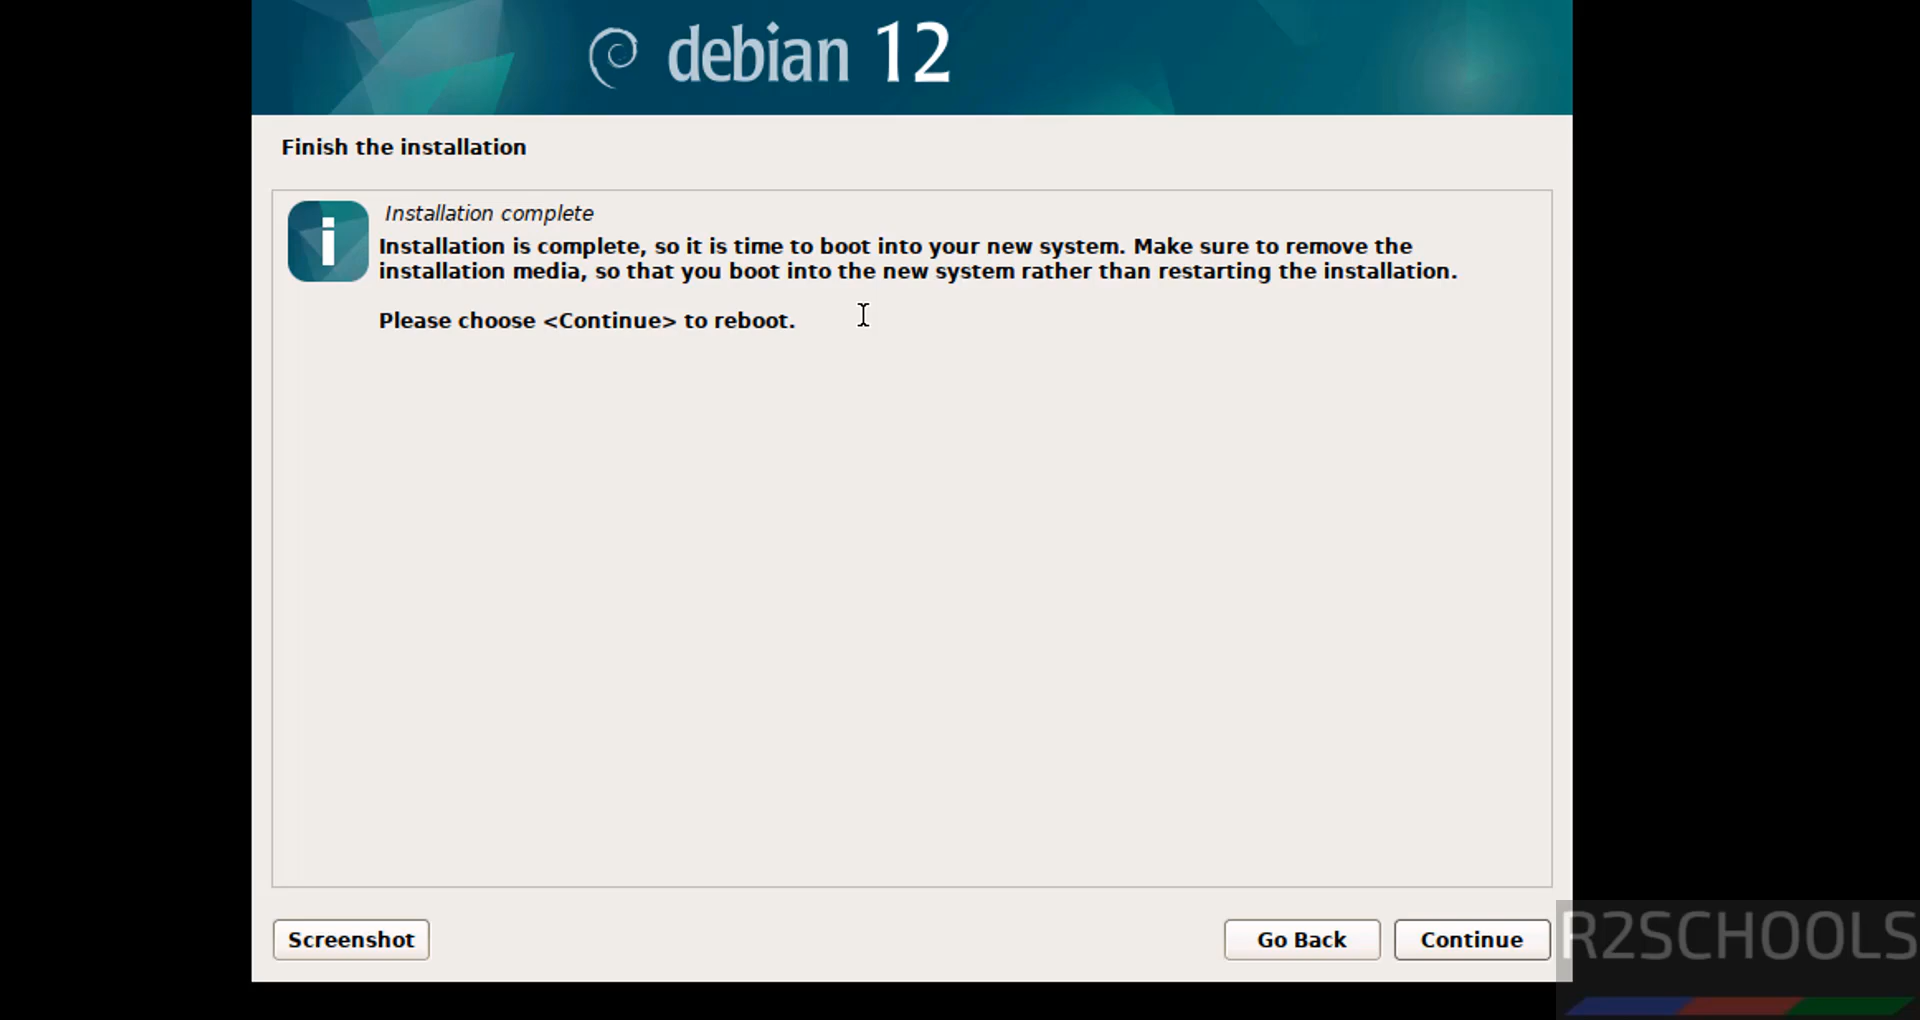 debian 12
Finish the installation
Installation complete
Installation is complete, so it is time to boot into your new system. Make sure to remove the
installation media, so that you boot into the new system rather than restarting the installation.
Please choose <Continue> to reboot.
Screenshot
Go Back
Continue
R2SCHOOLS